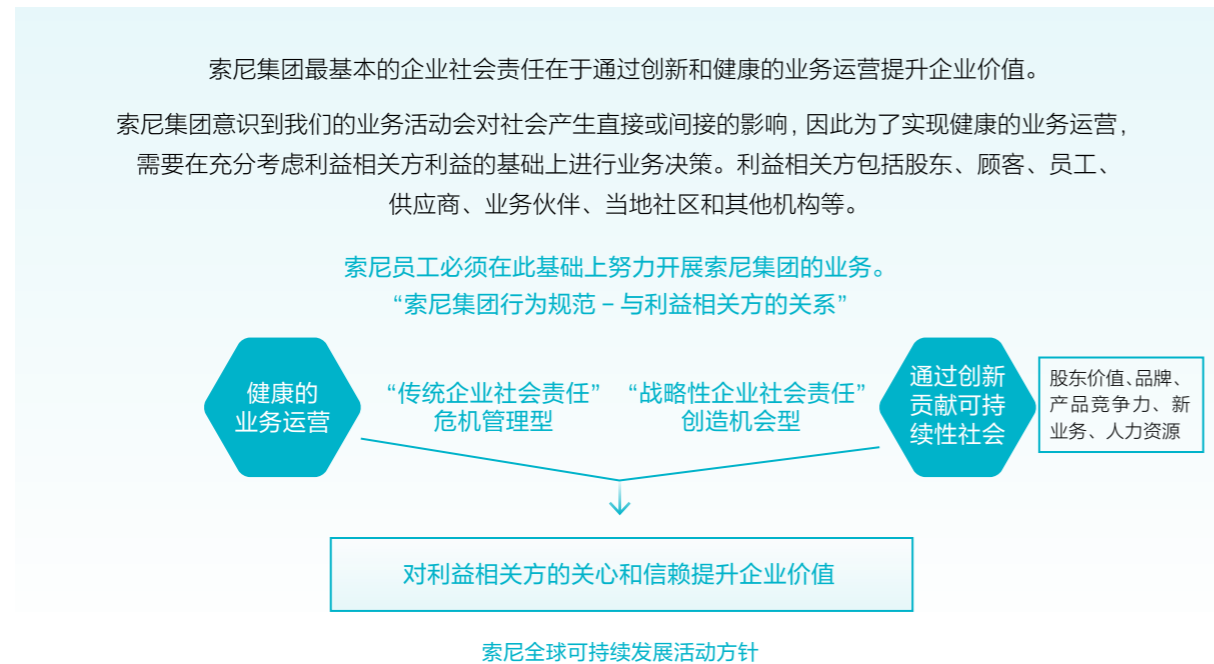 索尼集团最基本的企业社会责任在于通过创新和健康的业务运营提升企业价值。
索尼集团意识到我们的业务活动会对社会产生直接或间接的影响，因此为了实现健康的业务运营，
需要在充分考虑利益相关方利益的基础上进行业务决策。利益相关方包括股东、顾客、员工、
供应商、业务伙伴、当地社区和其他机构等。
索尼员工必须在此基础上努力开展索尼集团的业务。
“索尼集团行为规范 – 与利益相关方的关系”
健康的
业务运营
“传统企业社会责任”
危机管理型
“战略性企业社会责任”
创造机会型
通过创新
贡献可持
续性社会
股东价值、品牌、
产品竞争力、新
业务、人力资源
对利益相关方的关心和信赖提升企业价值
索尼全球可持续发展活动方针